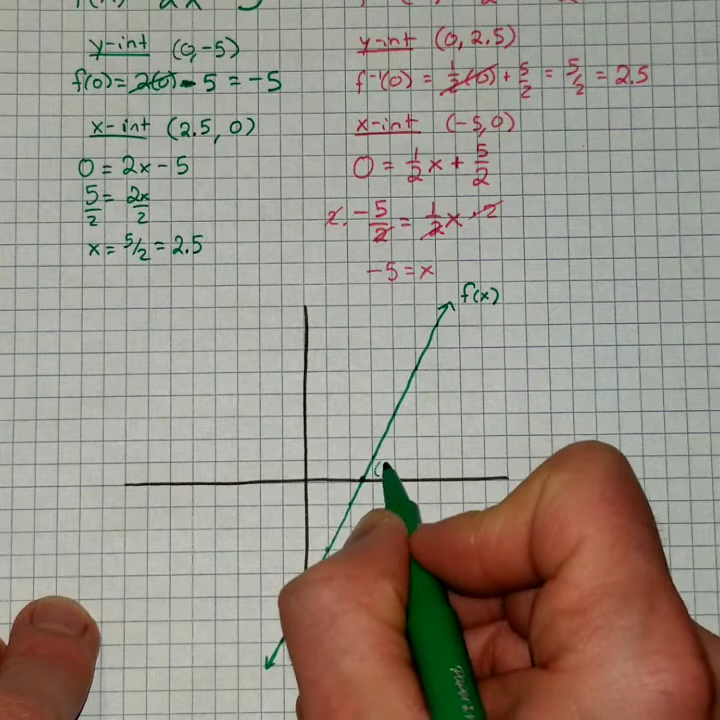 y-int (0,-5)
f(0) = 2(0) - 5 = -5
x-int (2.5, 0)
0 = 2x - 5
5/2 = 2x/2
x = 5/2 = 2.5
y-int (0, 2.5)
f⁻¹(0) = 1/2(0) + 5/2 = 5/2 = 2.5
x-int (-5,0)
0 = 1/2 x + 5/2
2· -5/2 = 1/2 x ·2
-5 = x
f(x)
(